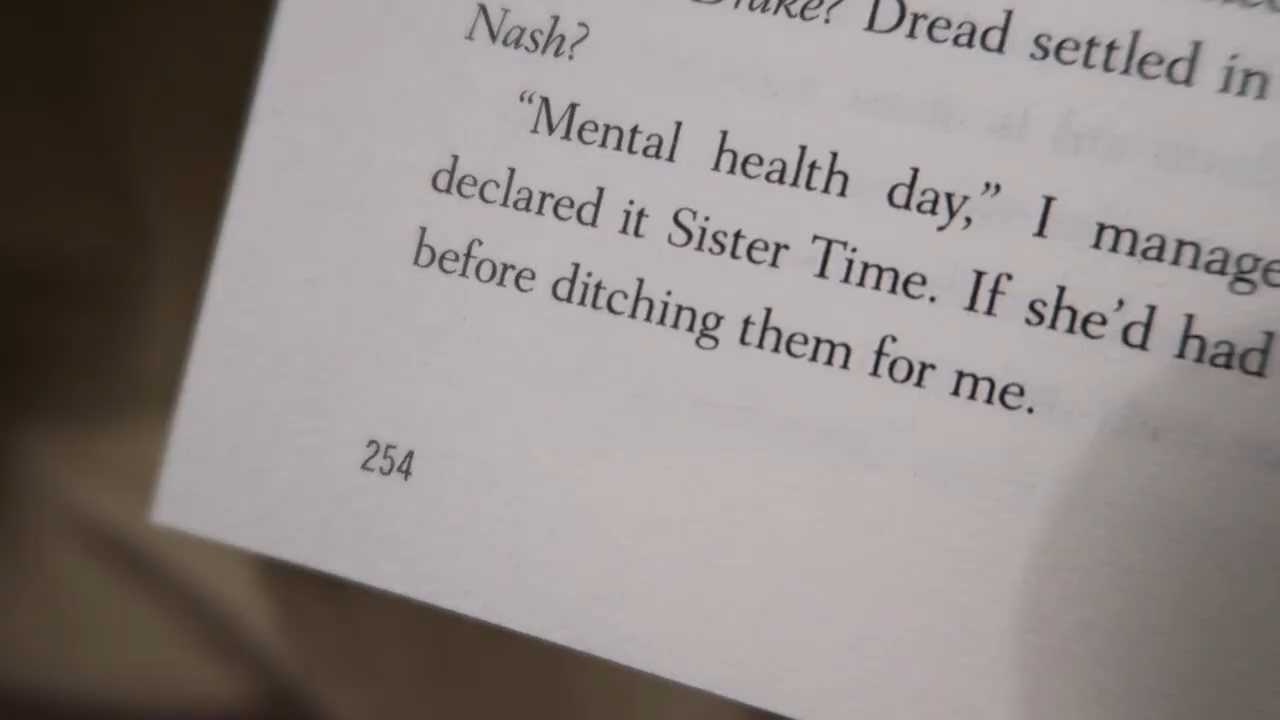 Dread settled in
Nash?
“Mental health day,” I manage
declared it Sister Time. If she’d had
before ditching them for me.
254